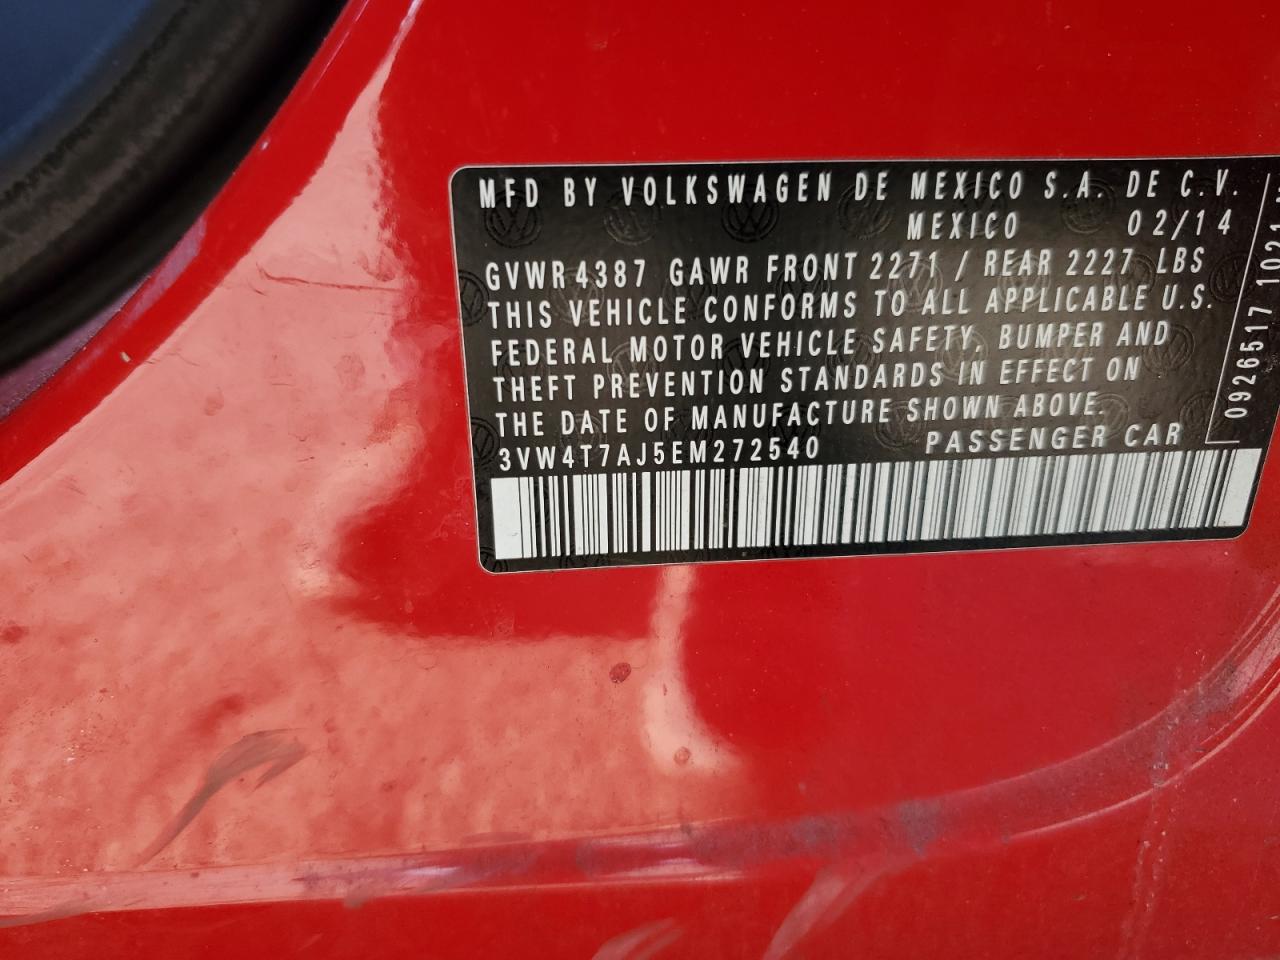 MFD BY VOLKSWAGEN DE MEXICO S.A. DE C.V.
MEXICO 02/14
GVWR 4387 GAWR FRONT 2271 / REAR 2227 LBS
THIS VEHICLE CONFORMS TO ALL APPLICABLE U.S.
FEDERAL MOTOR VEHICLE SAFETY, BUMPER AND
THEFT PREVENTION STANDARDS IN EFFECT ON
THE DATE OF MANUFACTURE SHOWN ABOVE.
3VW4T7AJ5EM272540 PASSENGER CAR
0926517